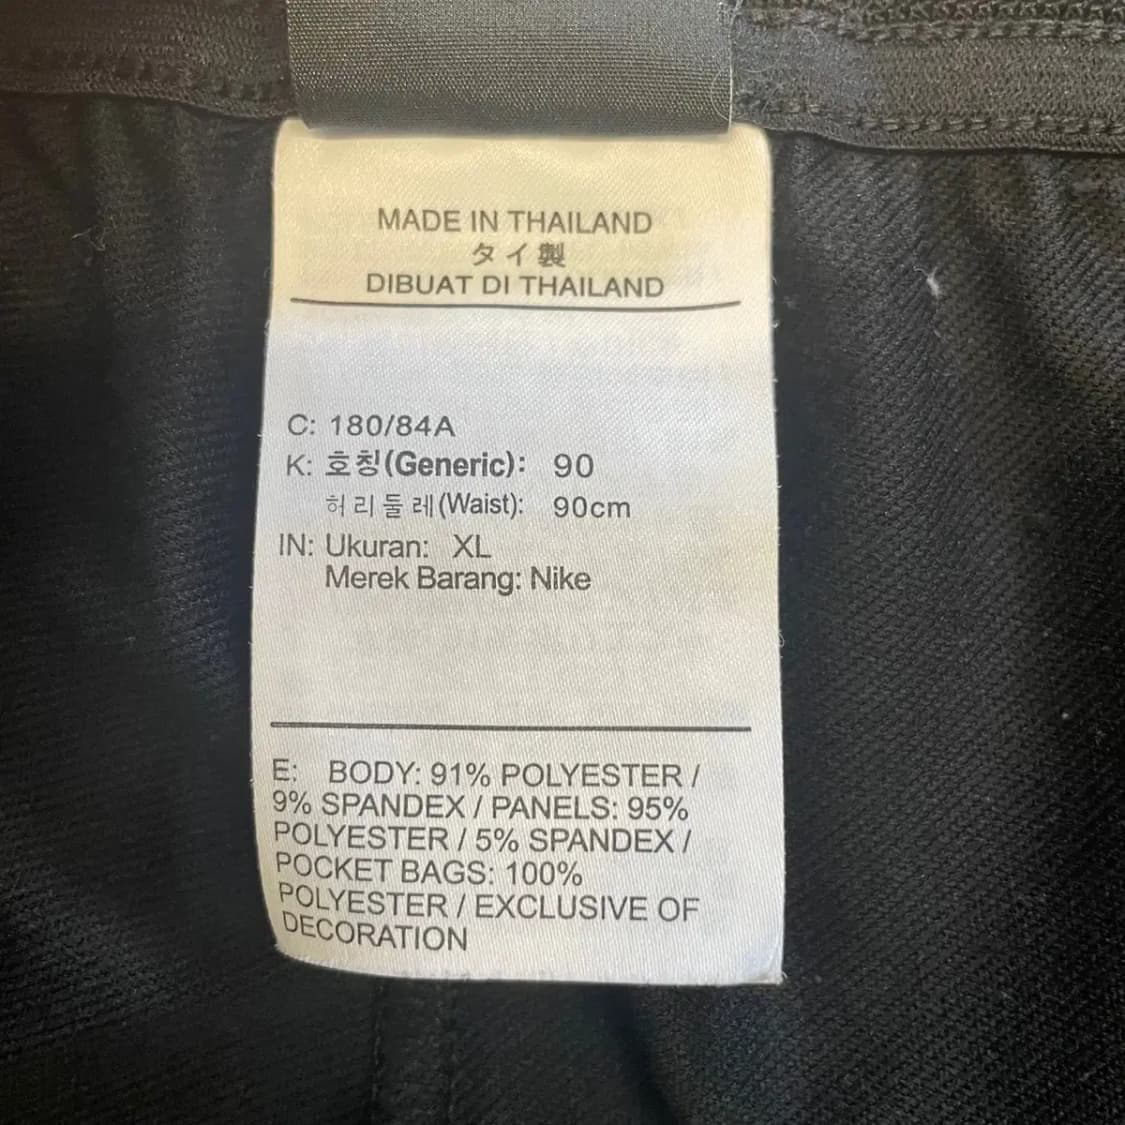 MADE IN THAILAND
タイ製
DIBUAT DI THAILAND
C: 180/84A
K: 호칭(Generic): 90
허리둘레(Waist): 90cm
IN: Ukuran: XL
Merek Barang: Nike
E: BODY: 91% POLYESTER /
9% SPANDEX / PANELS: 95%
POLYESTER / 5% SPANDEX /
POCKET BAGS: 100%
POLYESTER / EXCLUSIVE OF
DECORATION